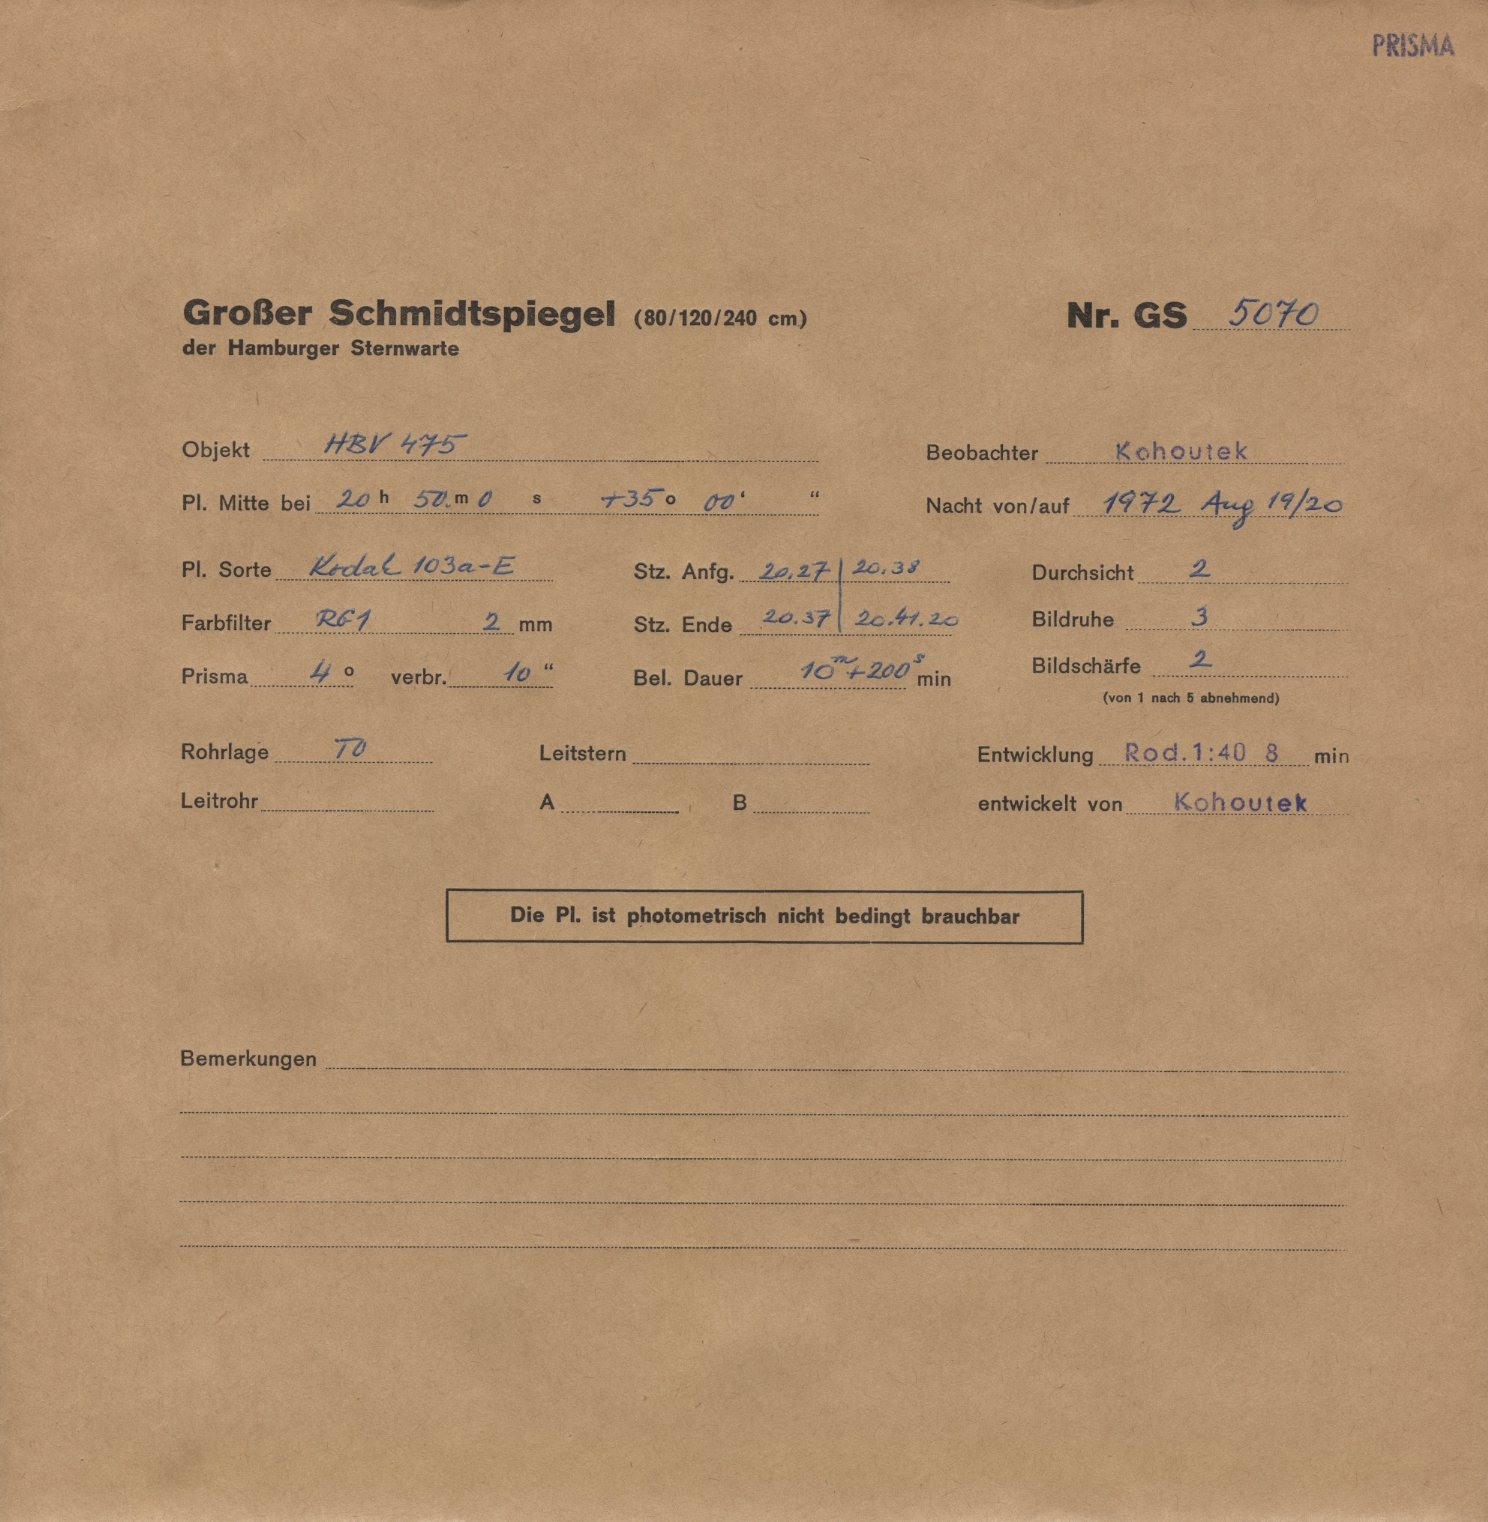 PRISMA
Großer Schmidtspiegel (80/120/240 cm) Nr. GS 5070
der Hamburger Sternwarte
Objekt HBV 475 Beobachter Kohoutek
Pl. Mitte bei 20 h 50. m 0 s +35 o 00 ' " Nacht von/auf 1972 Aug 19/20
Pl. Sorte Kodak 103a-E Stz. Anfg. 20.27 | 20.38 Durchsicht 2
Farbfilter RG1 2 mm Stz. Ende 20.37 | 20.41.20 Bildruhe 3
Prisma 4 o verbr. 10 " Bel. Dauer 10m + 200s min Bildschärfe 2
(von 1 nach 5 abnehmend)
Rohrlage TO Leitstern Entwicklung Rod. 1:40 8 min
Leitrohr A B entwickelt von Kohoutek
Die Pl. ist photometrisch nicht bedingt brauchbar
Bemerkungen